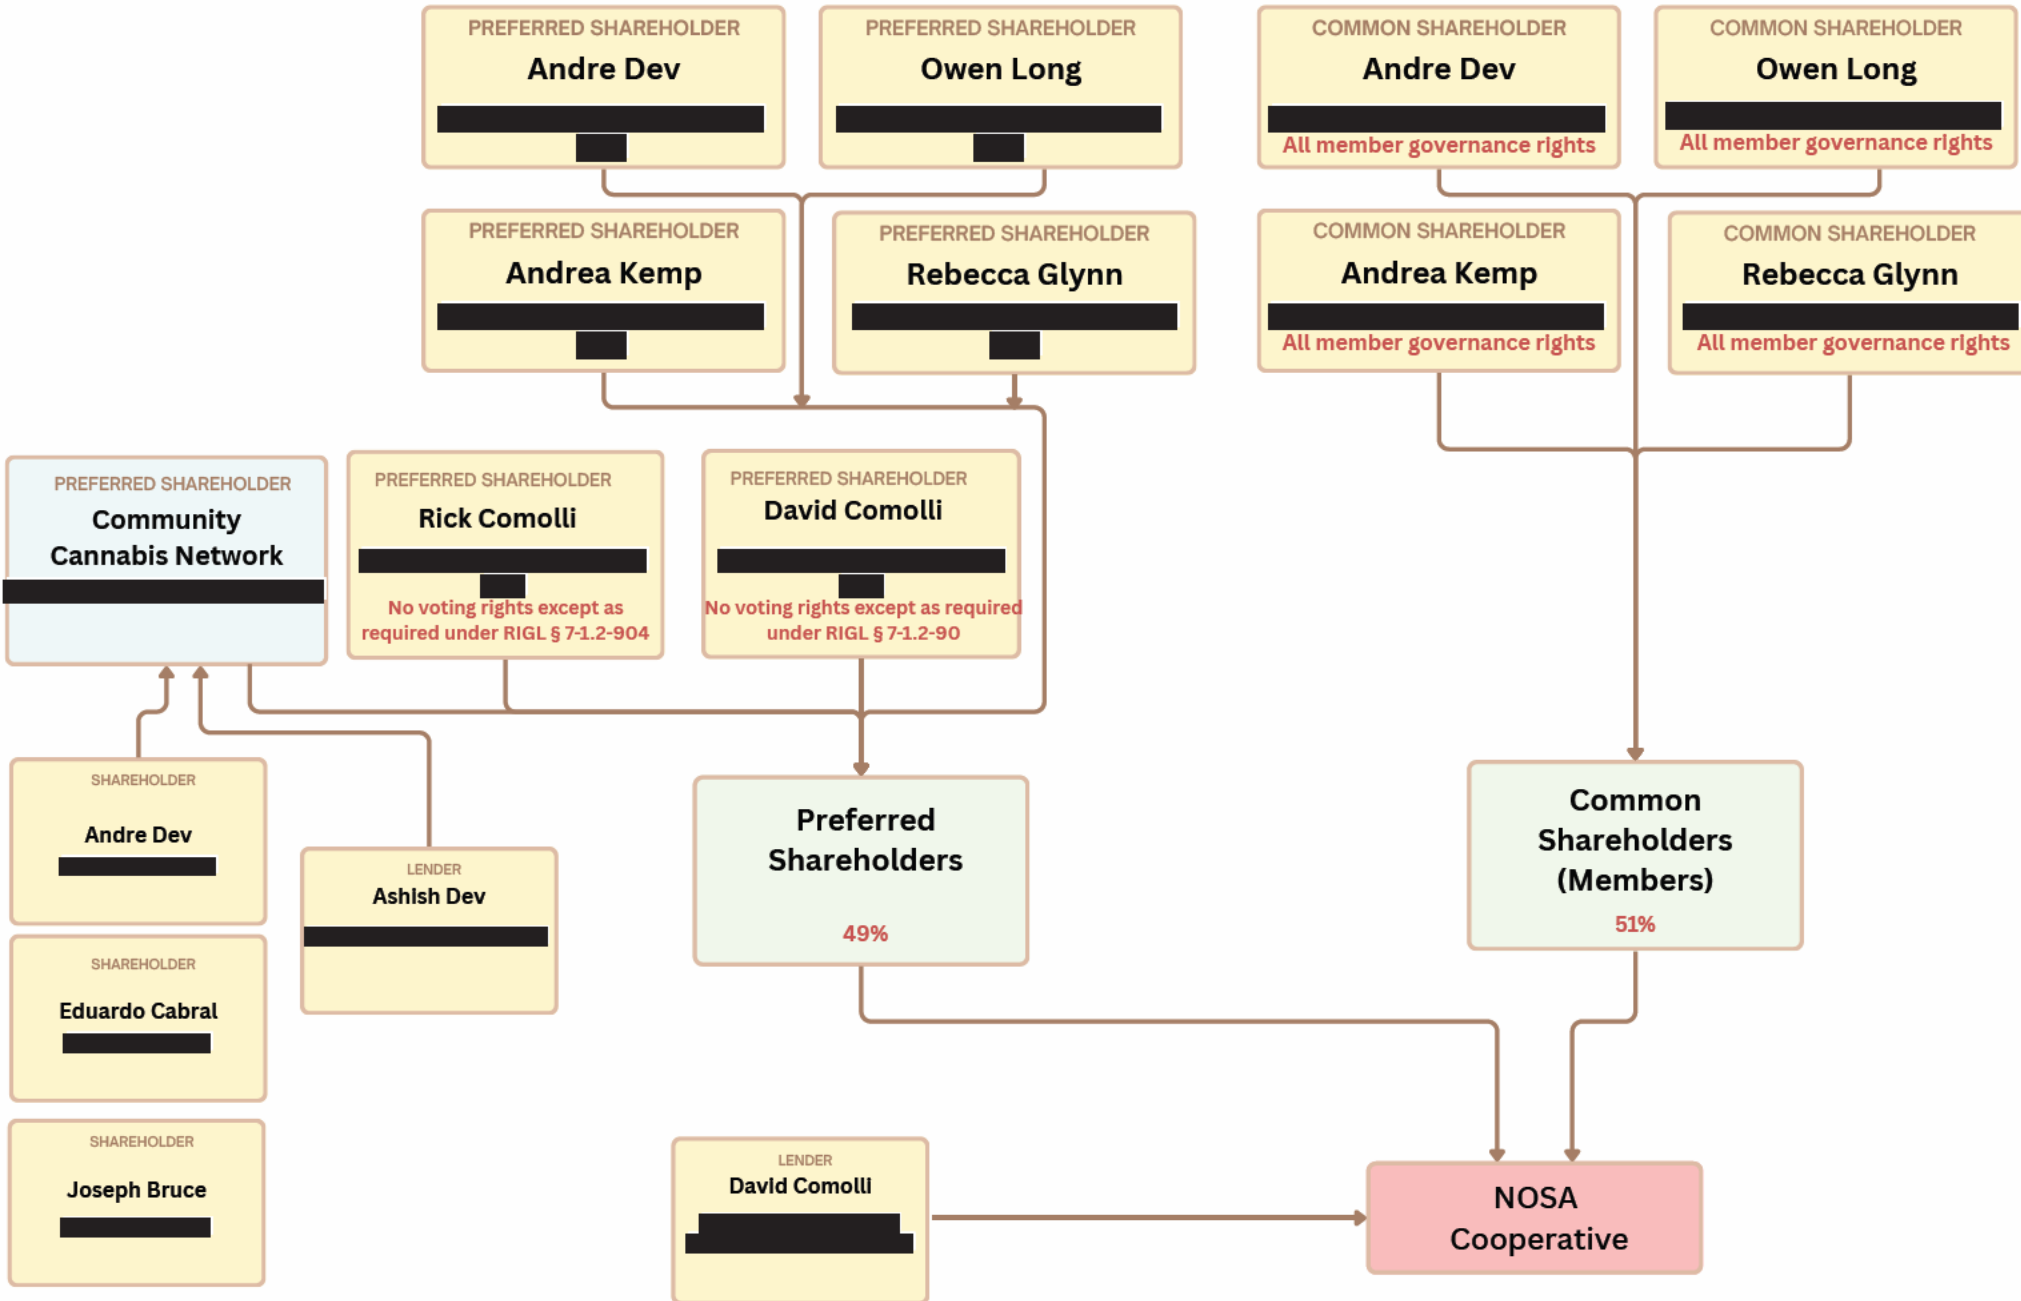 PREFERRED SHAREHOLDER
Andre Dev
PREFERRED SHAREHOLDER
Owen Long
COMMON SHAREHOLDER
Andre Dev
All member governance rights
COMMON SHAREHOLDER
Owen Long
All member governance rights
PREFERRED SHAREHOLDER
Andrea Kemp
PREFERRED SHAREHOLDER
Rebecca Glynn
COMMON SHAREHOLDER
Andrea Kemp
All member governance rights
COMMON SHAREHOLDER
Rebecca Glynn
All member governance rights
PREFERRED SHAREHOLDER
Community
Cannabis Network
PREFERRED SHAREHOLDER
Rick Comolli
No voting rights except as
required under RIGL § 7-1.2-904
PREFERRED SHAREHOLDER
David Comolli
No voting rights except as required
under RIGL § 7-1.2-90
SHAREHOLDER
Andre Dev
LENDER
Ashish Dev
Preferred
Shareholders
49%
Common
Shareholders
(Members)
51%
SHAREHOLDER
Eduardo Cabral
SHAREHOLDER
Joseph Bruce
LENDER
David Comolli
NOSA
Cooperative